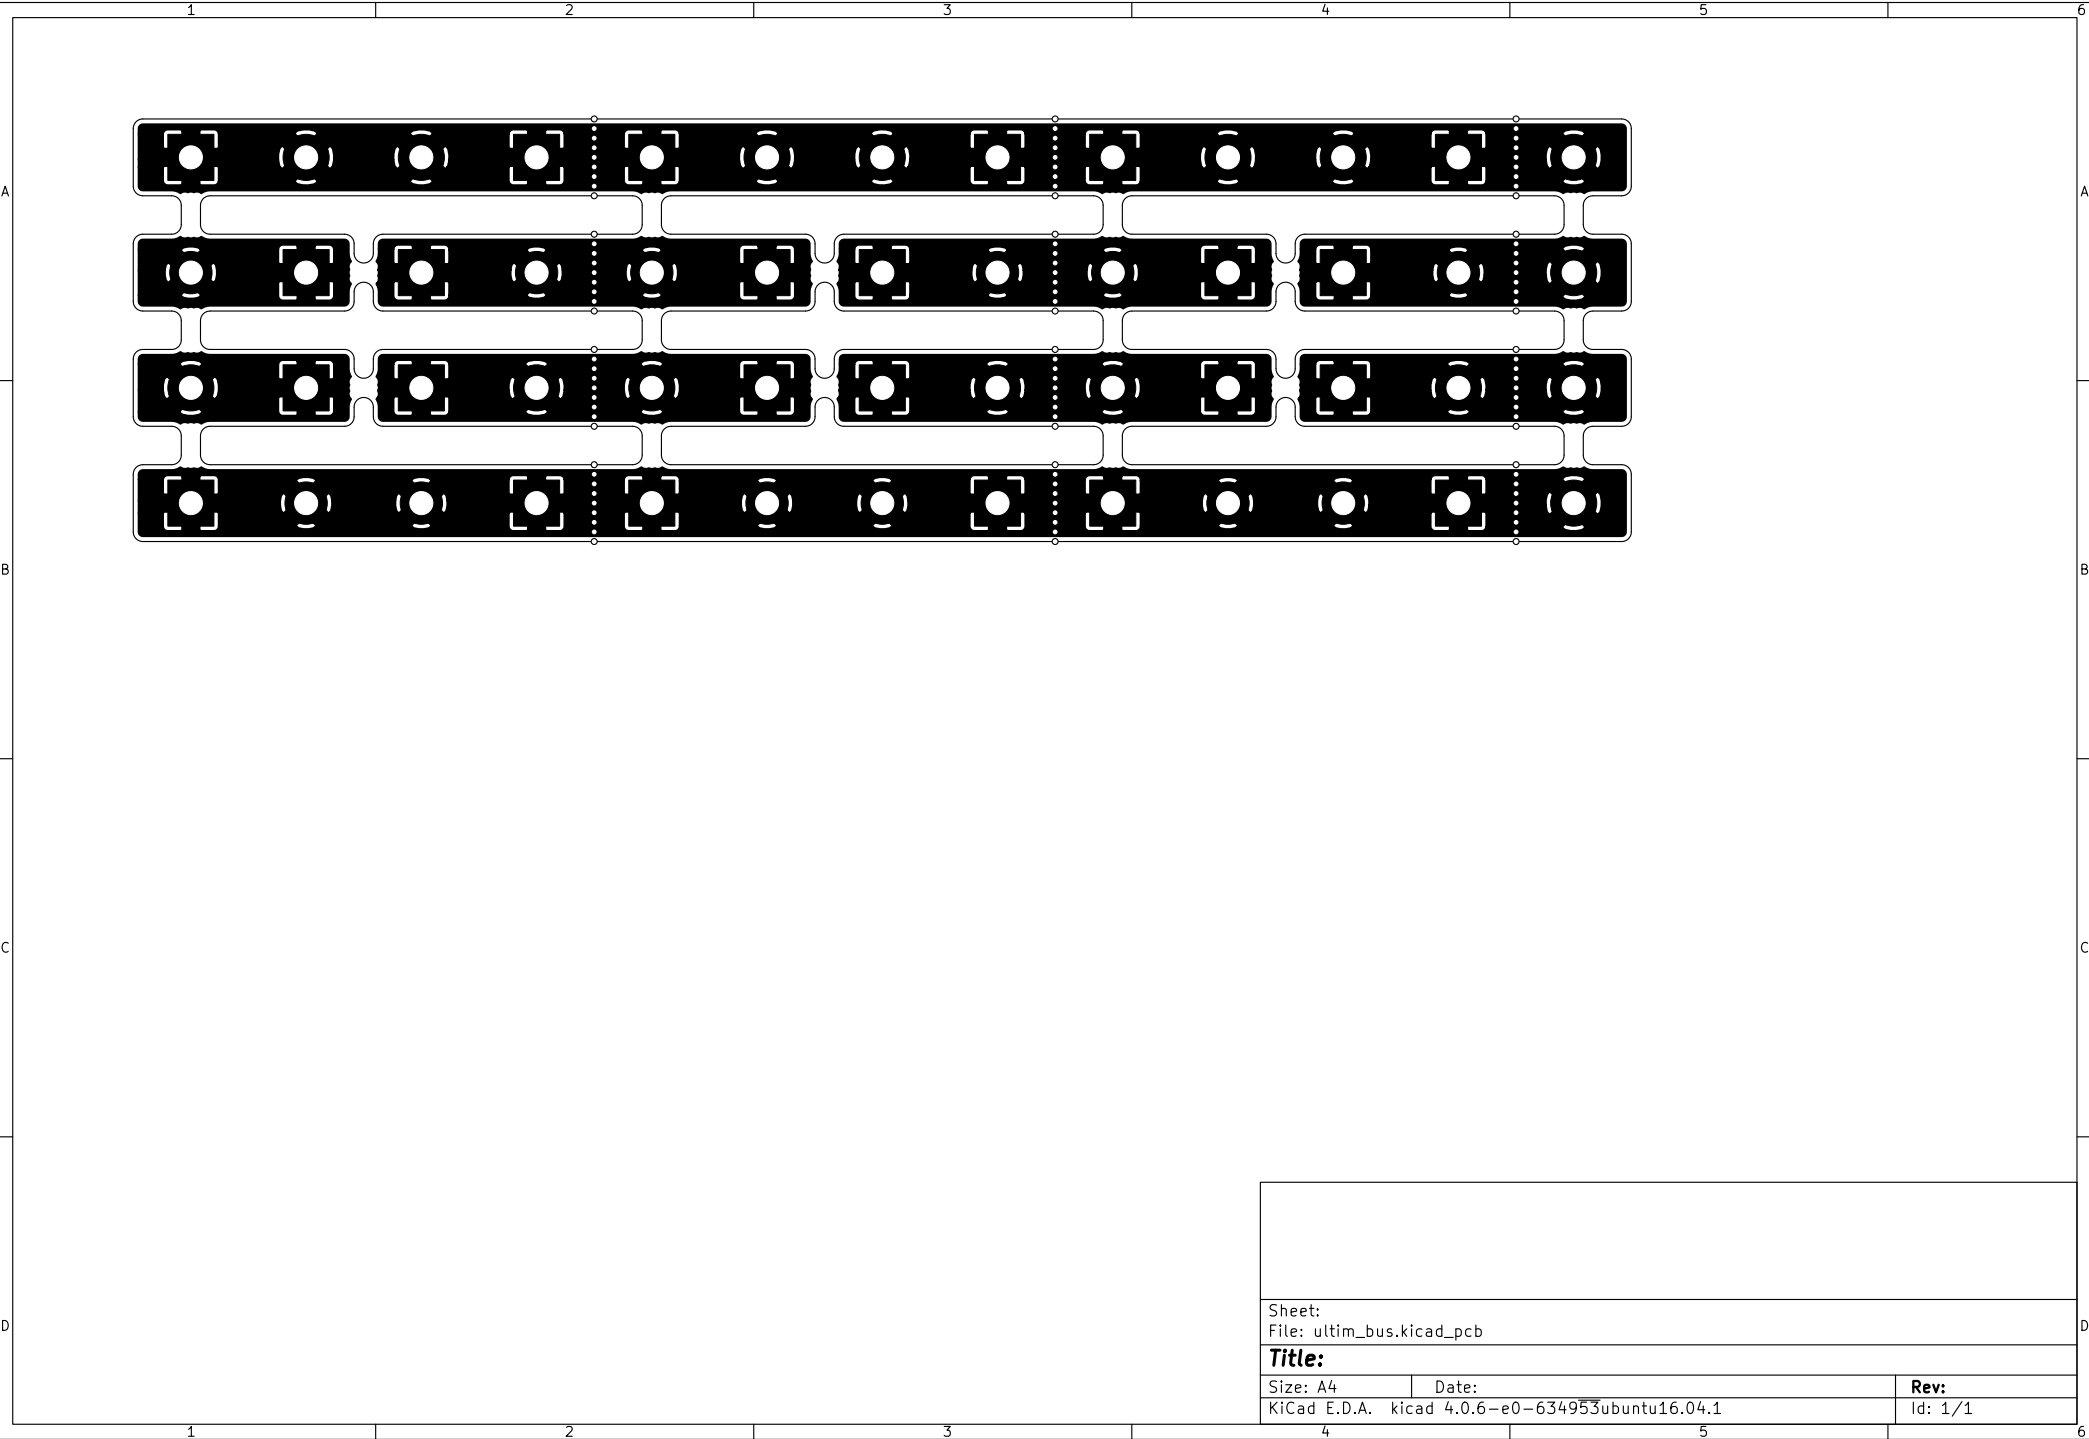 1 2 3 4 5 6
A A
B B
C C
D D
Sheet:
File: ultim_bus.kicad_pcb
Title:
Size: A4 Date: Rev:
KiCad E.D.A. kicad 4.0.6-e0-634953ubuntu16.04.1 Id: 1/1
1 2 3 4 5 6